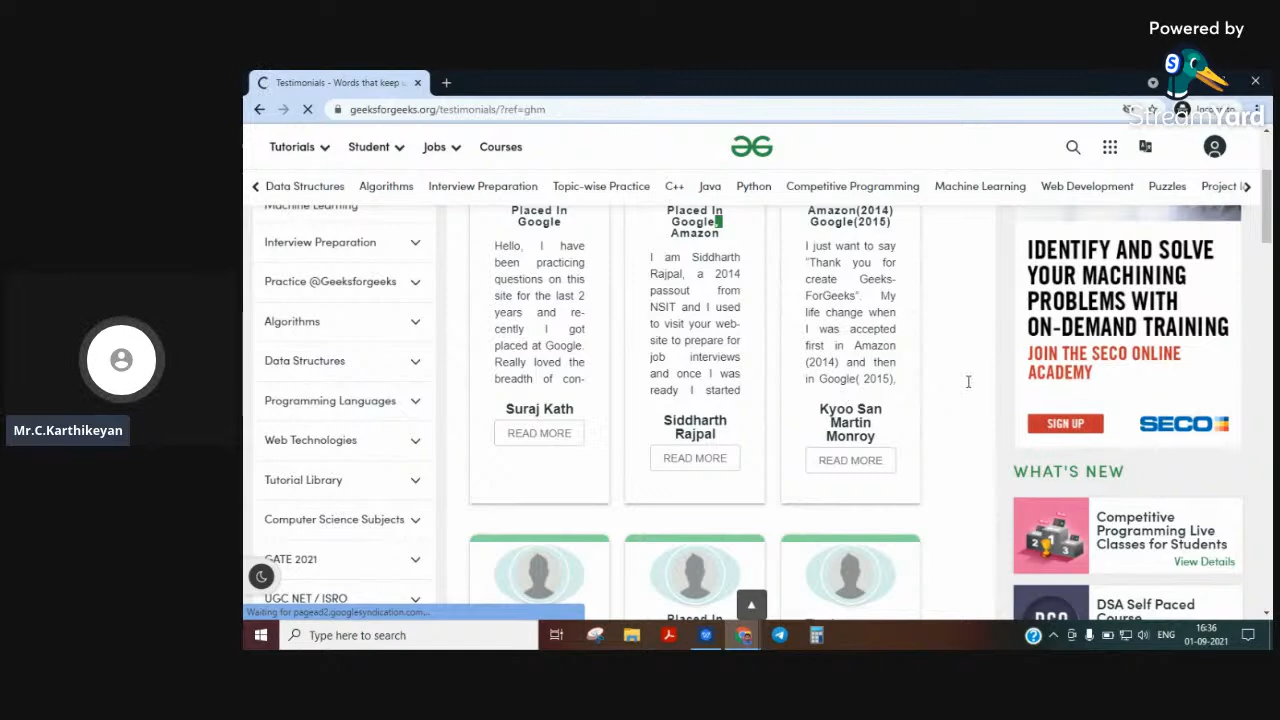 Powered by
StreamYard
Testimonials - Words that keep
geeksforgeeks.org/testimonials/?ref=ghm
Tutorials
Student
Jobs
Courses
Data Structures
Algorithms
Interview Preparation
Topic-wise Practice
C++
Java
Python
Competitive Programming
Machine Learning
Web Development
Puzzles
Project
Machine Learning
Interview Preparation
Practice @Geeksforgeeks
Algorithms
Data Structures
Programming Languages
Web Technologies
Tutorial Library
Computer Science Subjects
GATE 2021
UGC NET / ISRO
Waiting for pagead2.googlesyndication.com...
Placed In
Google
Hello, I have
been practicing
questions on this
site for the last 2
years and re-
cently I got
placed at Google.
Really loved the
breadth of con-
Suraj Kath
READ MORE
Placed In
Google,
Amazon
I am Siddharth
Rajpal, a 2014
passout from
NSIT and I used
to visit your web-
site to prepare for
job interviews
and once I was
ready I started
Siddharth
Rajpal
READ MORE
Amazon(2014)
Google(2015)
I just want to say
“Thank you for
create Geeks-
ForGeeks”. My
life change when
I was accepted
first in Amazon
(2014) and then
in Google( 2015),
Kyoo San
Martin
Monroy
READ MORE
Placed In
IDENTIFY AND SOLVE
YOUR MACHINING
PROBLEMS WITH
ON-DEMAND TRAINING
JOIN THE SECO ONLINE
ACADEMY
SIGN UP
SECO
WHAT'S NEW
Competitive
Programming Live
Classes for Students
View Details
DSA Self Paced
Mr.C.Karthikeyan
Type here to search
ENG
16:36
01-09-2021